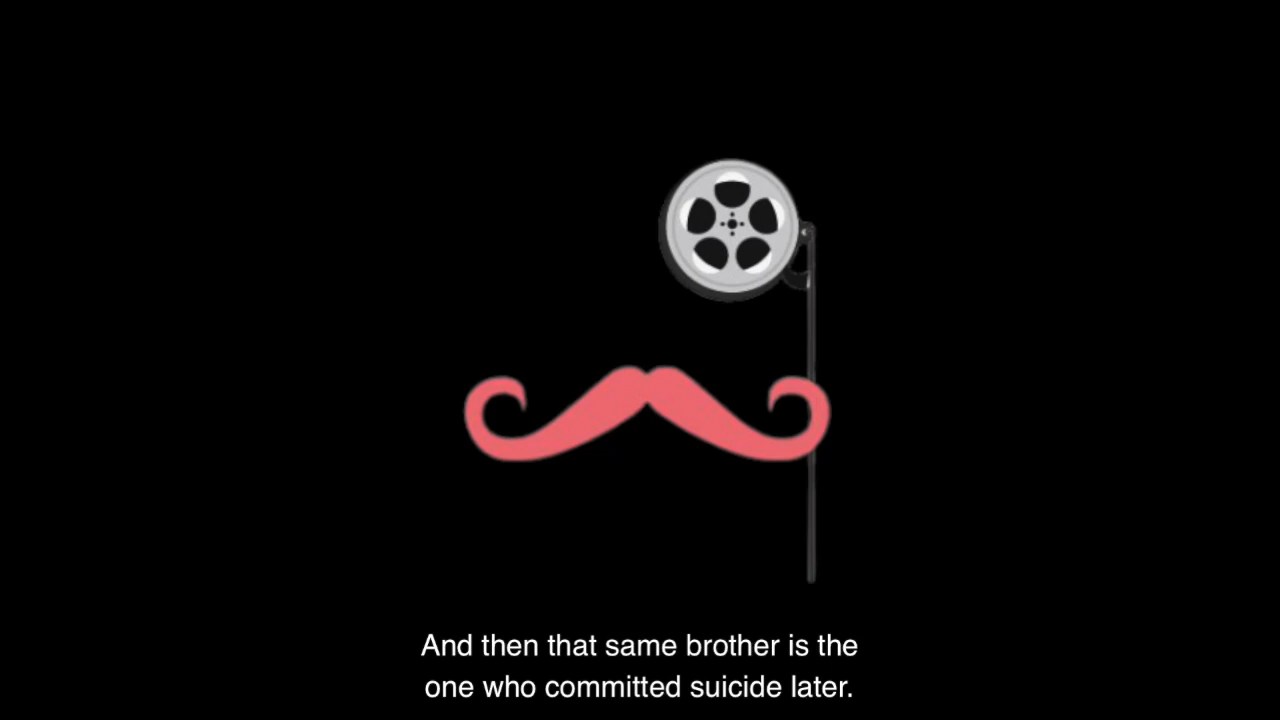 And then that same brother is the
one who committed suicide later.